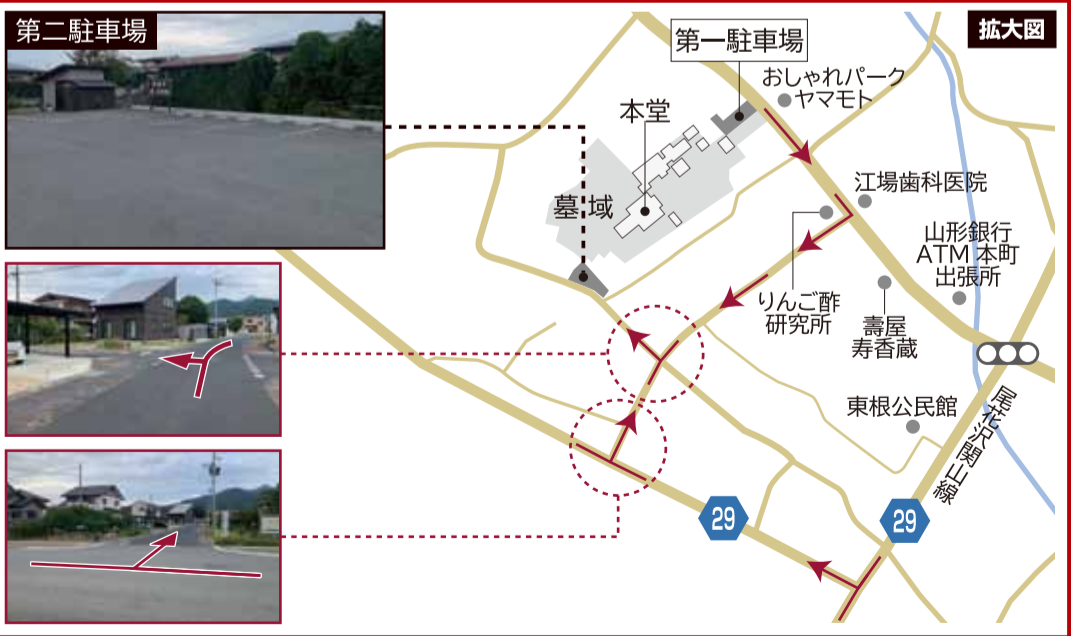 第二駐車場
拡大図
第一駐車場
おしゃれパーク
ヤマモト
本堂
墓域
江場歯科医院
山形銀行
ATM 本町
出張所
りんご酢
研究所
壽屋
寿香蔵
東根公民館
尾花沢関山線
29
29